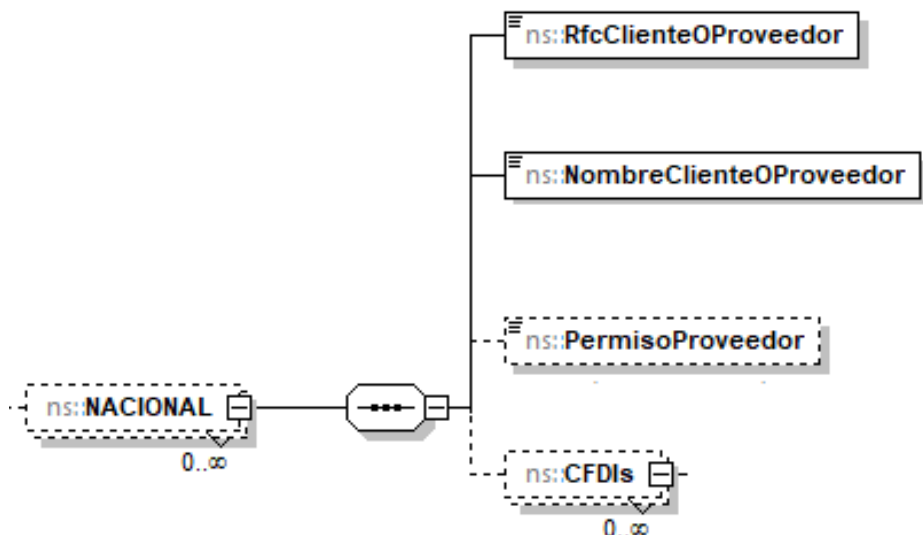 ns::RfcClienteOProveedor
ns::NombreClienteOProveedor
ns::PermisoProveedor
ns::NACIONAL
0..∞
ns::CFDIs
0..∞